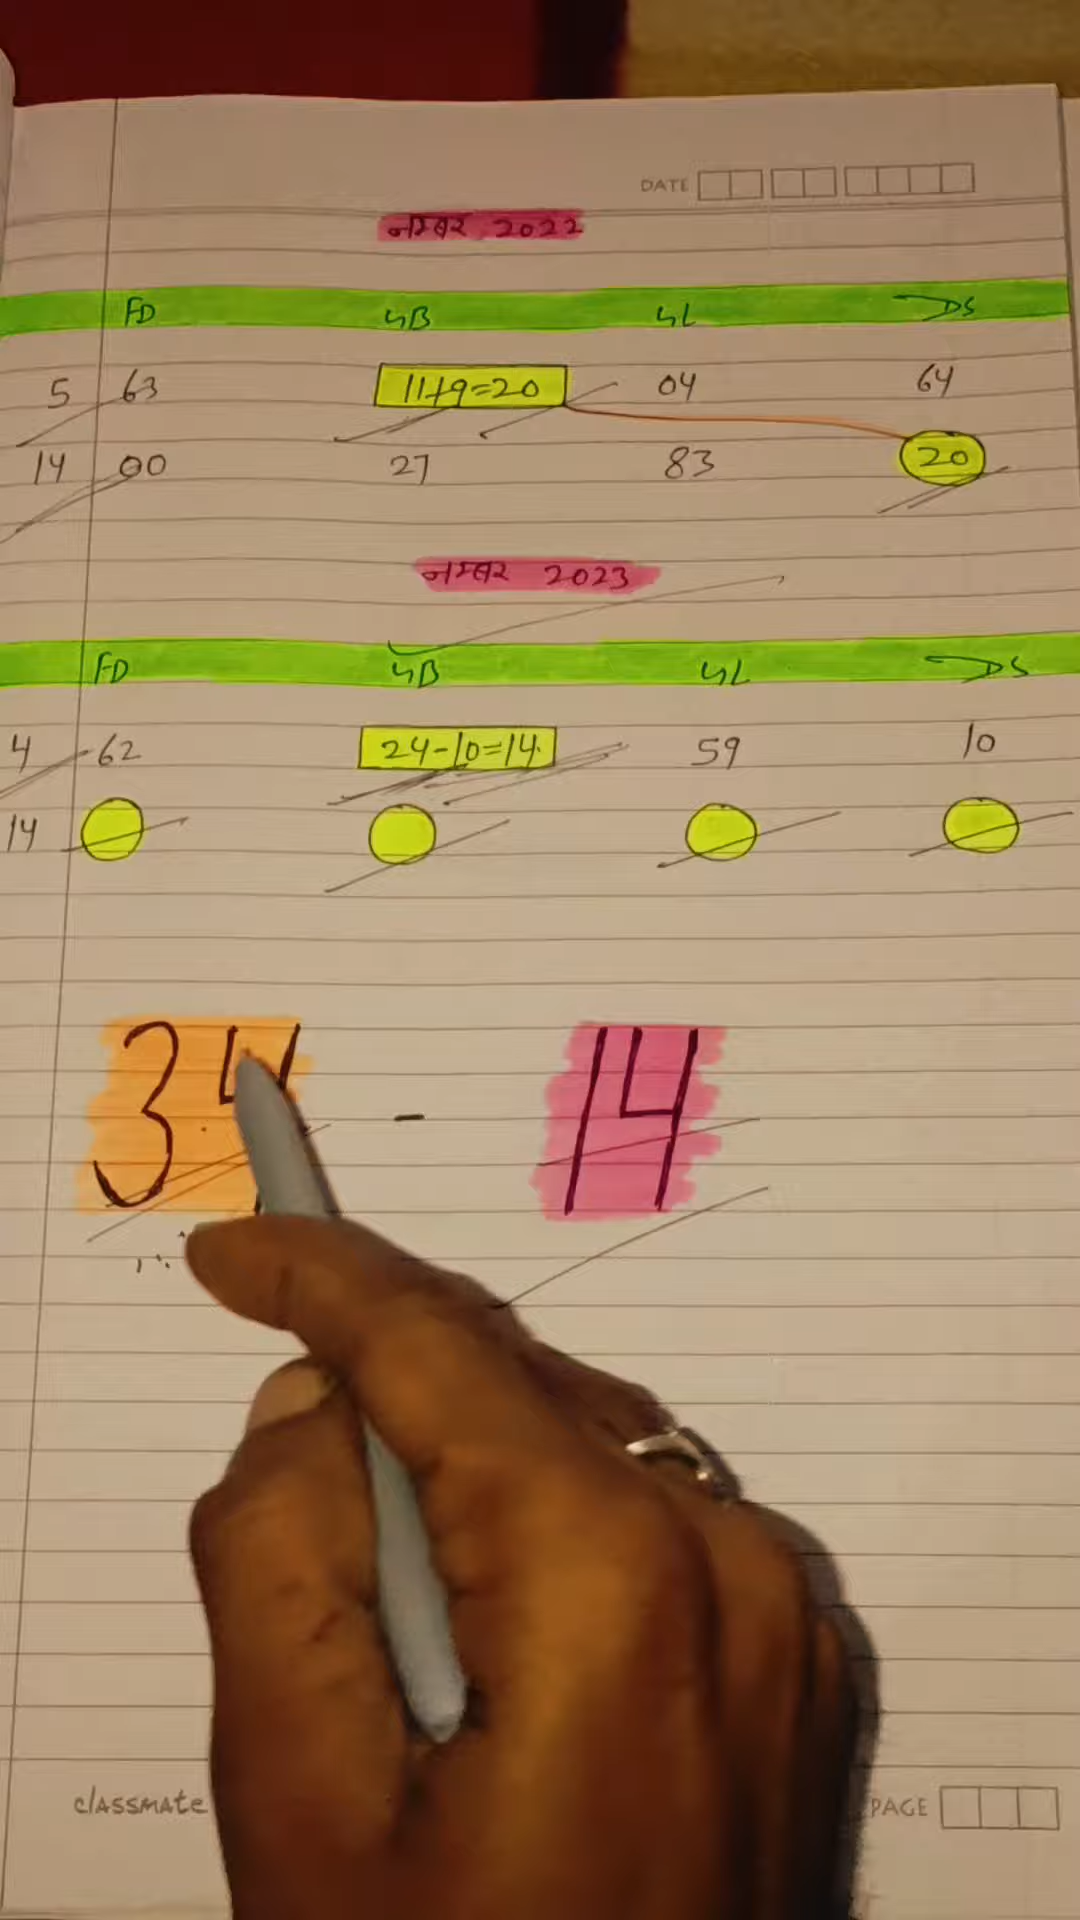 DATE
नम्बर 2022
FD GB GL DS
5 63 11+9=20 04 64
14 00 27 83 20
नम्बर 2023
FD GB GL DS
4 62 24-10=14 59 10
14
34 - 14
classmate PAGE